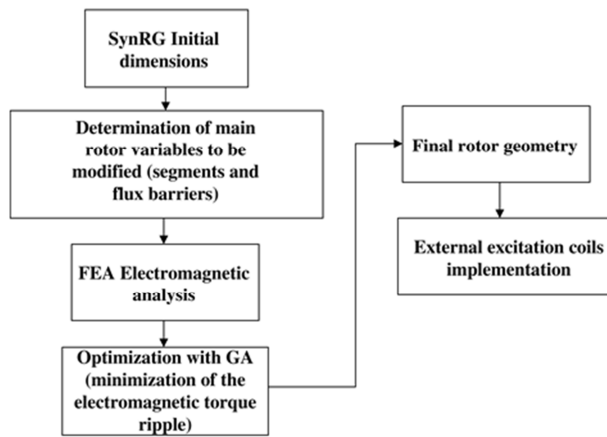 SynRG Initial
dimensions
Determination of main
rotor variables to be
modified (segments and
flux barriers)
FEA Electromagnetic
analysis
Optimization with GA
(minimization of the
electromagnetic torque
ripple)
Final rotor geometry
External excitation coils
implementation